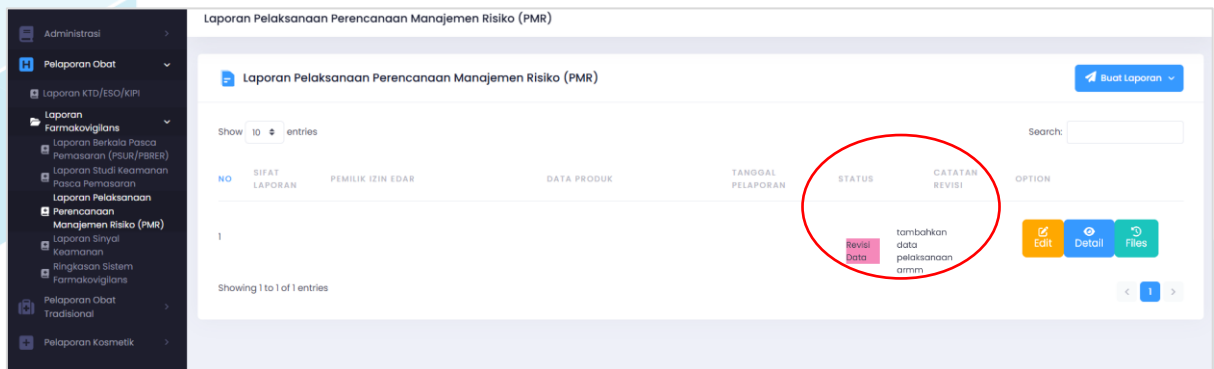 Laporan Pelaksanaan Perencanaan Manajemen Risiko (PMR)
Administrasi
Pelaporan Obat
Laporan KTD/ESO/KIPI
Laporan
Farmakovigilans
Laporan Berkala Pasca
Pemasaran (PSUR/PBRER)
Laporan Studi Keamanan
Pasca Pemasaran
Laporan Pelaksanaan
Perencanaan
Manajemen Risiko (PMR)
Laporan Sinyal
Keamanan
Ringkasan Sistem
Farmakovigilans
Pelaporan Obat
Tradisional
Pelaporan Kosmetik
Laporan Pelaksanaan Perencanaan Manajemen Risiko (PMR)
Buat Laporan
Show 10 entries
Search:
NO
SIFAT
LAPORAN
PEMILIK IZIN EDAR
DATA PRODUK
TANGGAL
PELAPORAN
STATUS
CATATAN
REVISI
OPTION
1
Revisi
Data
tambahkan
data
pelaksanaan
armm
Edit
Detail
Files
Showing 1 to 1 of 1 entries
< 1 >